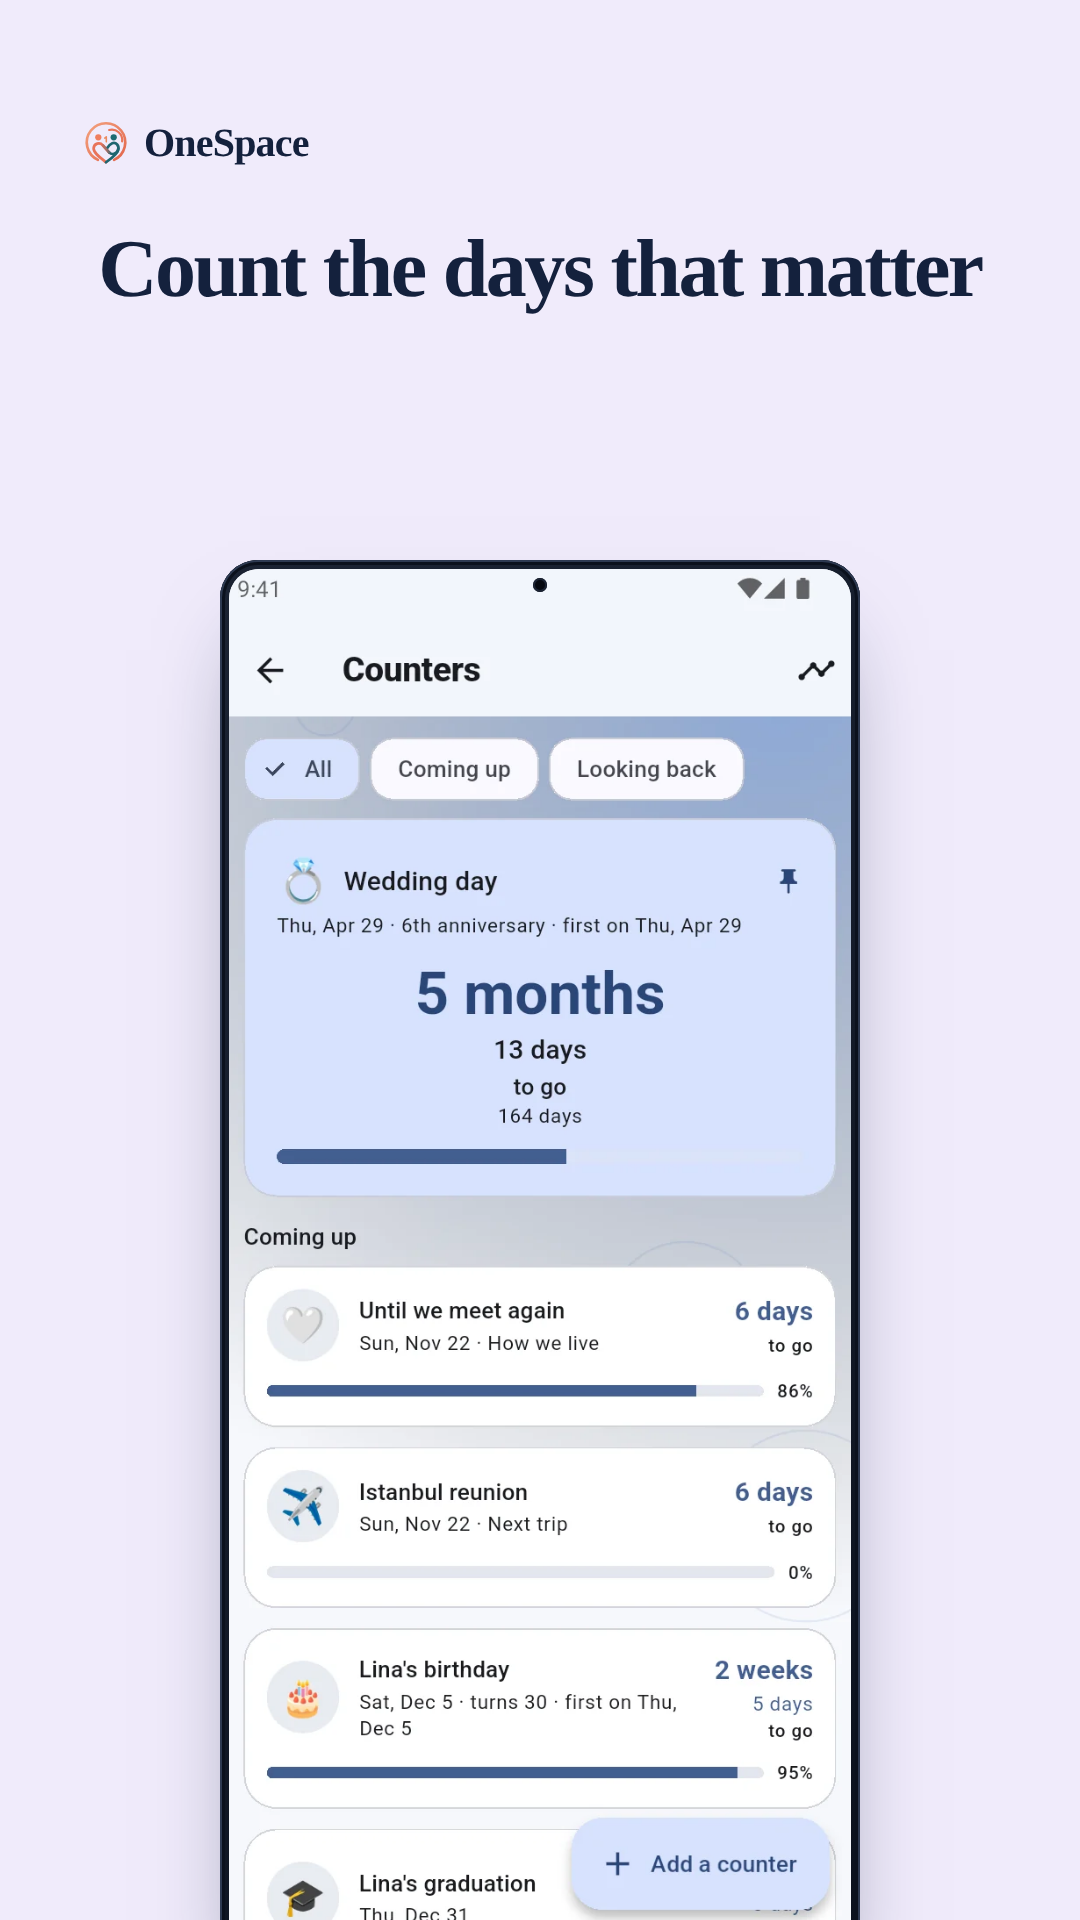 OneSpace
Count the days that matter
9:41
Counters
All
Coming up
Looking back
Wedding day
Thu, Apr 29 · 6th anniversary · first on Thu, Apr 29
5 months
13 days
to go
164 days
Coming up
Until we meet again
6 days
Sun, Nov 22 · How we live
to go
86%
Istanbul reunion
6 days
Sun, Nov 22 · Next trip
to go
0%
Lina's birthday
2 weeks
Sat, Dec 5 · turns 30 · first on Thu,
5 days
Dec 5
to go
95%
Add a counter
Lina's graduation
Thu, Dec 31